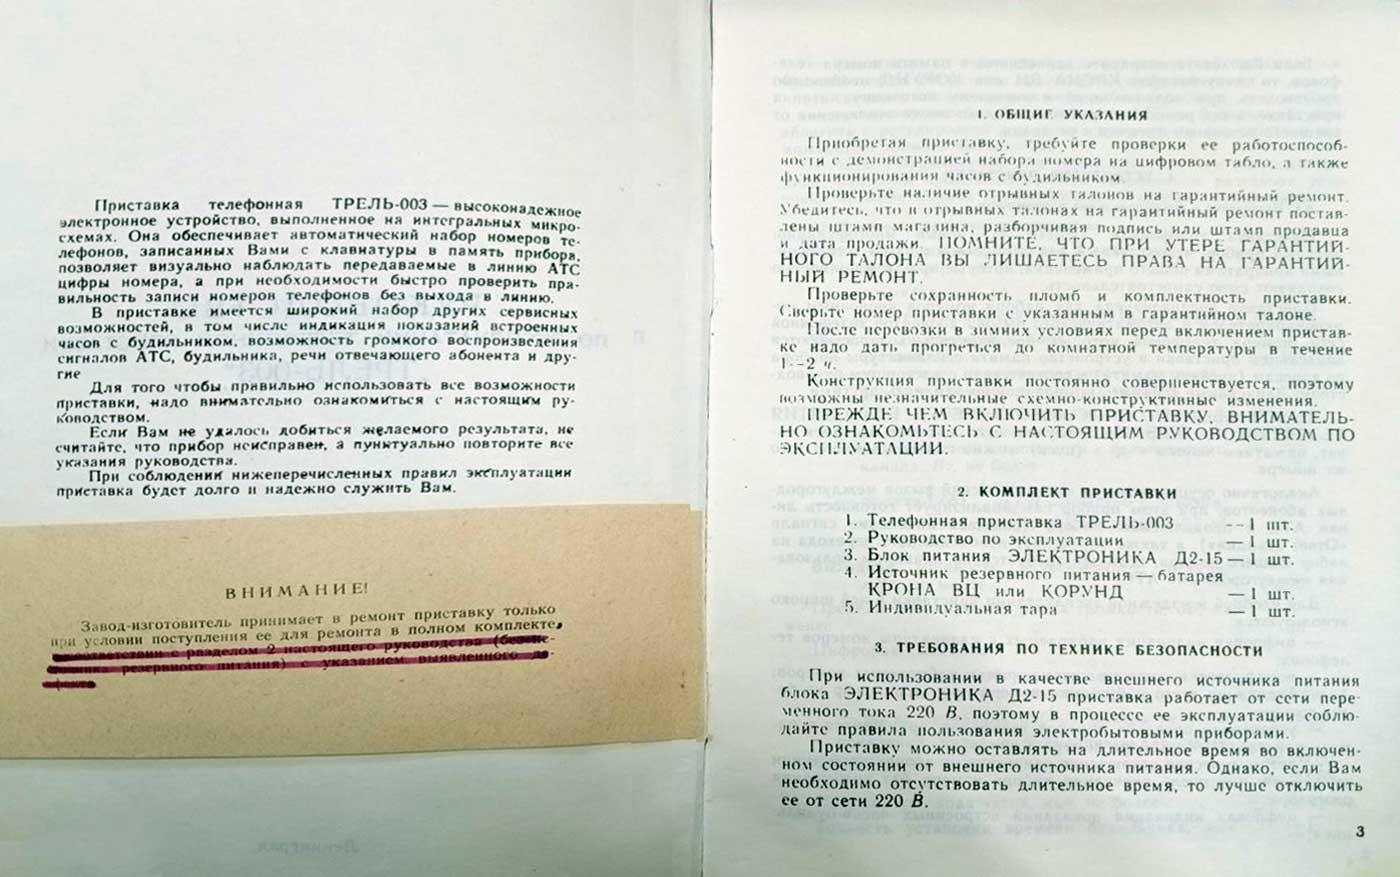 Приставка телефонная ТРЕЛЬ-003 — высоконадежное
электронное устройство, выполненное на интегральных микро-
схемах. Она обеспечивает автоматический набор номеров те-
лефонов, записанных Вами с клавиатуры в память прибора,
позволяет визуально наблюдать передаваемые в линию АТС
цифры номера, а при необходимости быстро проверить пра-
вильность записи номеров телефонов без выхода в линию.
В приставке имеется широкий набор других сервисных
возможностей, в том числе индикация показаний встроенных
часов с будильником, возможность громкого воспроизведения
сигналов АТС, будильника, речи отвечающего абонента и дру-
гие
Для того чтобы правильно использовать все возможности
приставки, надо внимательно ознакомиться с настоящим ру-
ководством.
Если Вам не удалось добиться желаемого результата, не
считайте, что прибор неисправен, а пунктуально повторите все
указания руководства.
При соблюдении нижеперечисленных правил эксплуатации
приставка будет долго и надежно служить Вам.
ВНИМАНИЕ!
Завод-изготовитель принимает в ремонт приставку только
при условии поступления ее для ремонта в полном комплекте,
соответствии с разделом 2 настоящего руководства (без ис-
точника резервного питания) с указанием выявленного де-
фекта
1. ОБЩИЕ УКАЗАНИЯ
Приобретая приставку, требуйте проверки ее работоспособ-
ности с демонстрацией набора номера на цифровом табло, а также
функционирования часов с будильником.
Проверьте наличие отрывных талонов на гарантийный ремонт.
Убедитесь, что в отрывных талонах на гарантийный ремонт постав-
лены штамп магазина, разборчивая подпись или штамп продавца
и дата продажи. ПОМНИТЕ, ЧТО ПРИ УТЕРЕ ГАРАНТИЙ-
НОГО ТАЛОНА ВЫ ЛИШАЕТЕСЬ ПРАВА НА ГАРАНТИЙ-
НЫЙ РЕМОНТ.
Проверьте сохранность пломб и комплектность приставки.
Сверьте номер приставки с указанным в гарантийном талоне.
После перевозки в зимних условиях перед включением пристав-
ке надо дать прогреться до комнатной температуры в течение
1--2 ч.
Конструкция приставки постоянно совершенствуется, поэтому
возможны незначительные схемно-конструктивные изменения.
ПРЕЖДЕ ЧЕМ ВКЛЮЧИТЬ ПРИСТАВКУ, ВНИМАТЕЛЬ-
НО ОЗНАКОМЬТЕСЬ С НАСТОЯЩИМ РУКОВОДСТВОМ ПО
ЭКСПЛУАТАЦИИ.
2. КОМПЛЕКТ ПРИСТАВКИ
1. Телефонная приставка ТРЕЛЬ-003 -- 1 шт.
2. Руководство по эксплуатации — 1 шт.
3. Блок питания ЭЛЕКТРОНИКА Д2-15 — 1 шт.
4. Источник резервного питания — батарея
КРОНА ВЦ или КОРУНД — 1 шт.
5. Индивидуальная тара — 1 шт.
3. ТРЕБОВАНИЯ ПО ТЕХНИКЕ БЕЗОПАСНОСТИ
При использовании в качестве внешнего источника питания
блока ЭЛЕКТРОНИКА Д2-15 приставка работает от сети пере-
менного тока 220 В, поэтому в процессе ее эксплуатации соблю-
дайте правила пользования электробытовыми приборами.
Приставку можно оставлять на длительное время во включен-
ном состоянии от внешнего источника питания. Однако, если Вам
необходимо отсутствовать длительное время, то лучше отключить
ее от сети 220 В.
3